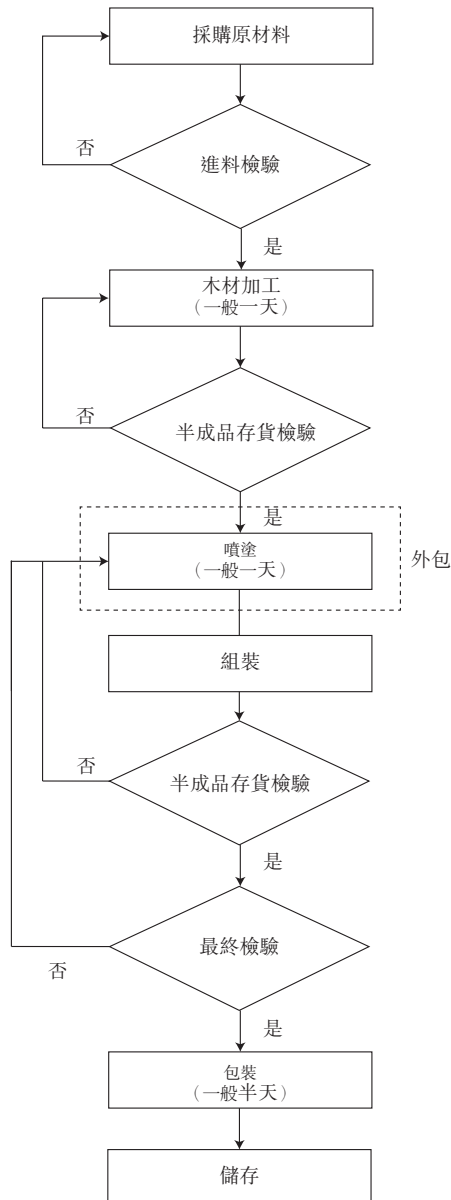 採購原材料
否
進料檢驗
是
木材加工
(一般一天)
否
半成品存貨檢驗
是
噴塗
(一般一天)
外包
組裝
否
半成品存貨檢驗
是
最終檢驗
否
是
包裝
(一般半天)
儲存